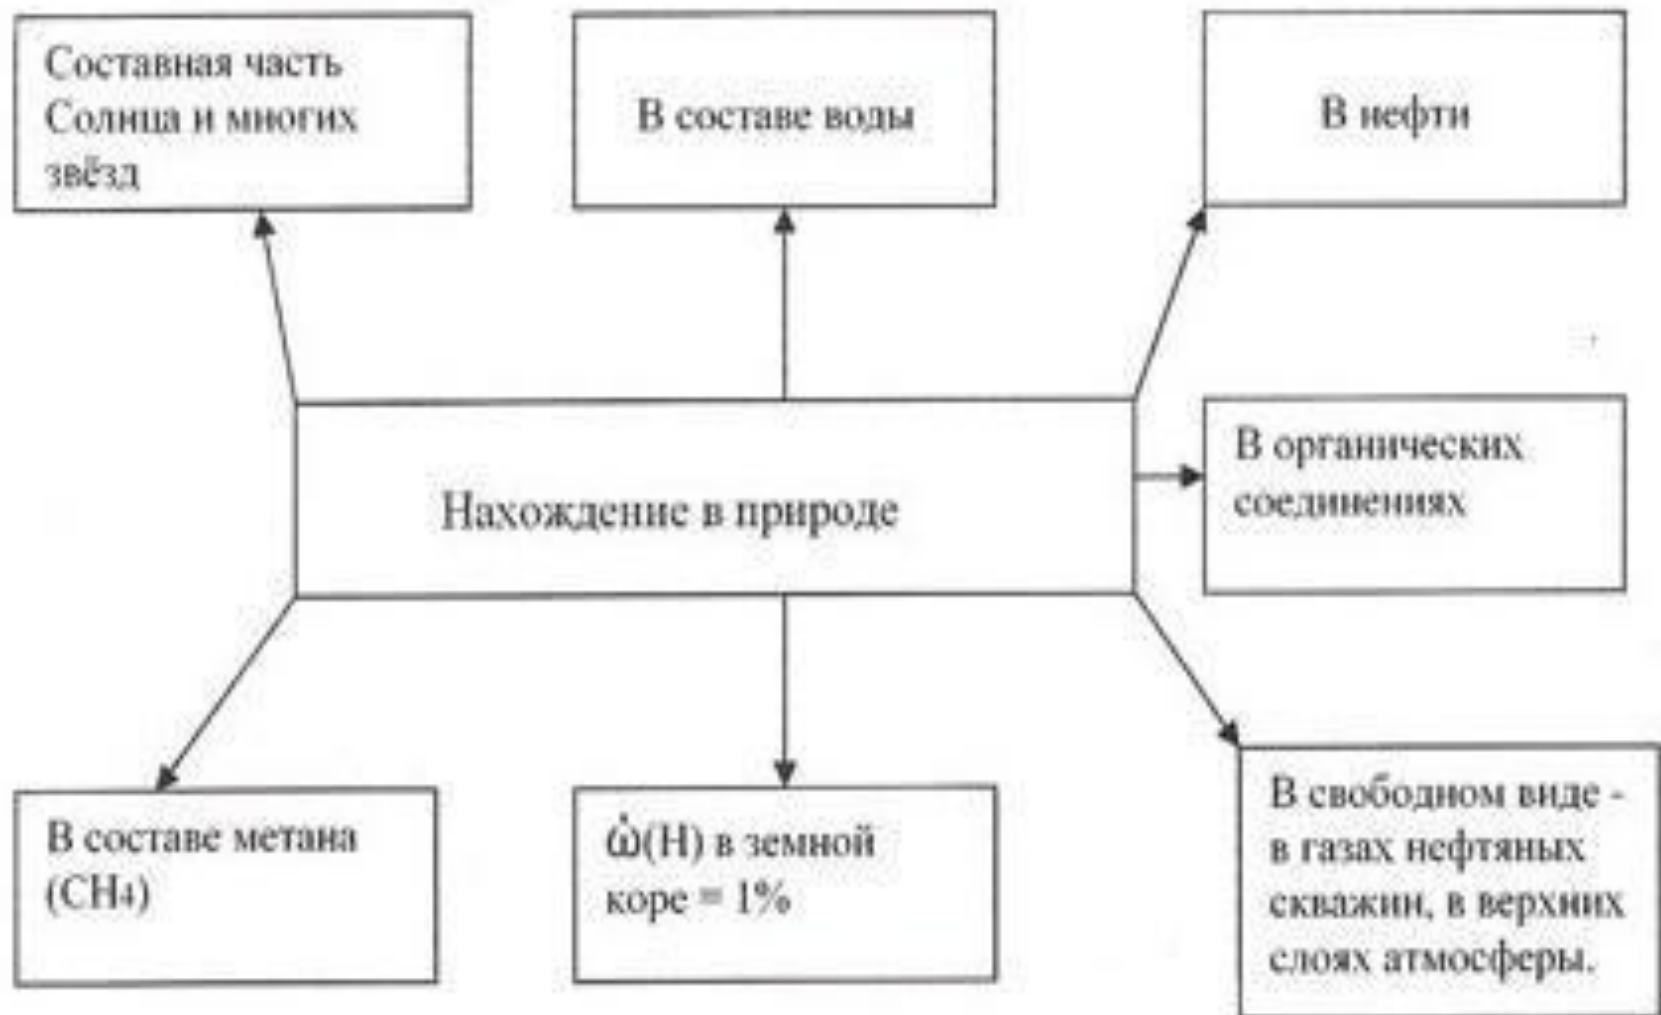 Составная часть
Солнца и многих
звёзд
В составе воды
В нефти
Нахождение в природе
В органических
соединениях
В составе метана
(CH4)
ώ(H) в земной
коре = 1%
В свободном виде -
в газах нефтяных
скважин, в верхних
слоях атмосферы.